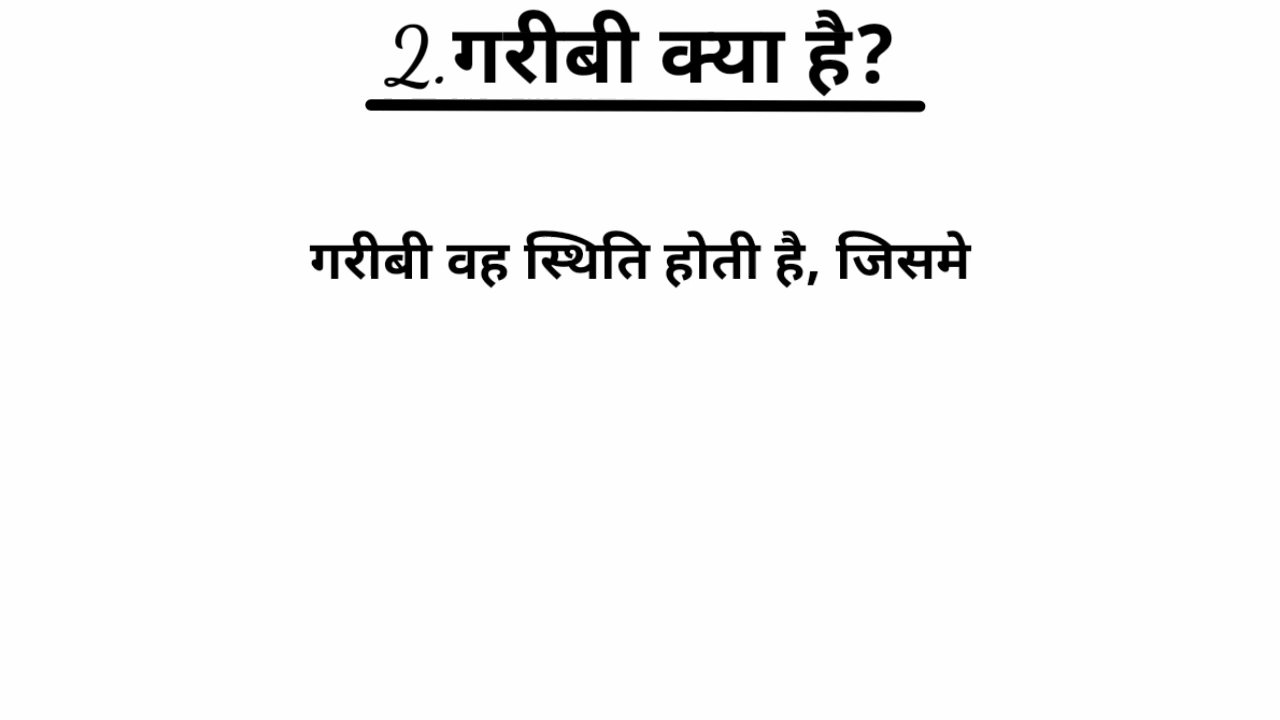 2.गरीबी क्या है?
गरीबी वह स्थिति होती है, जिसमे